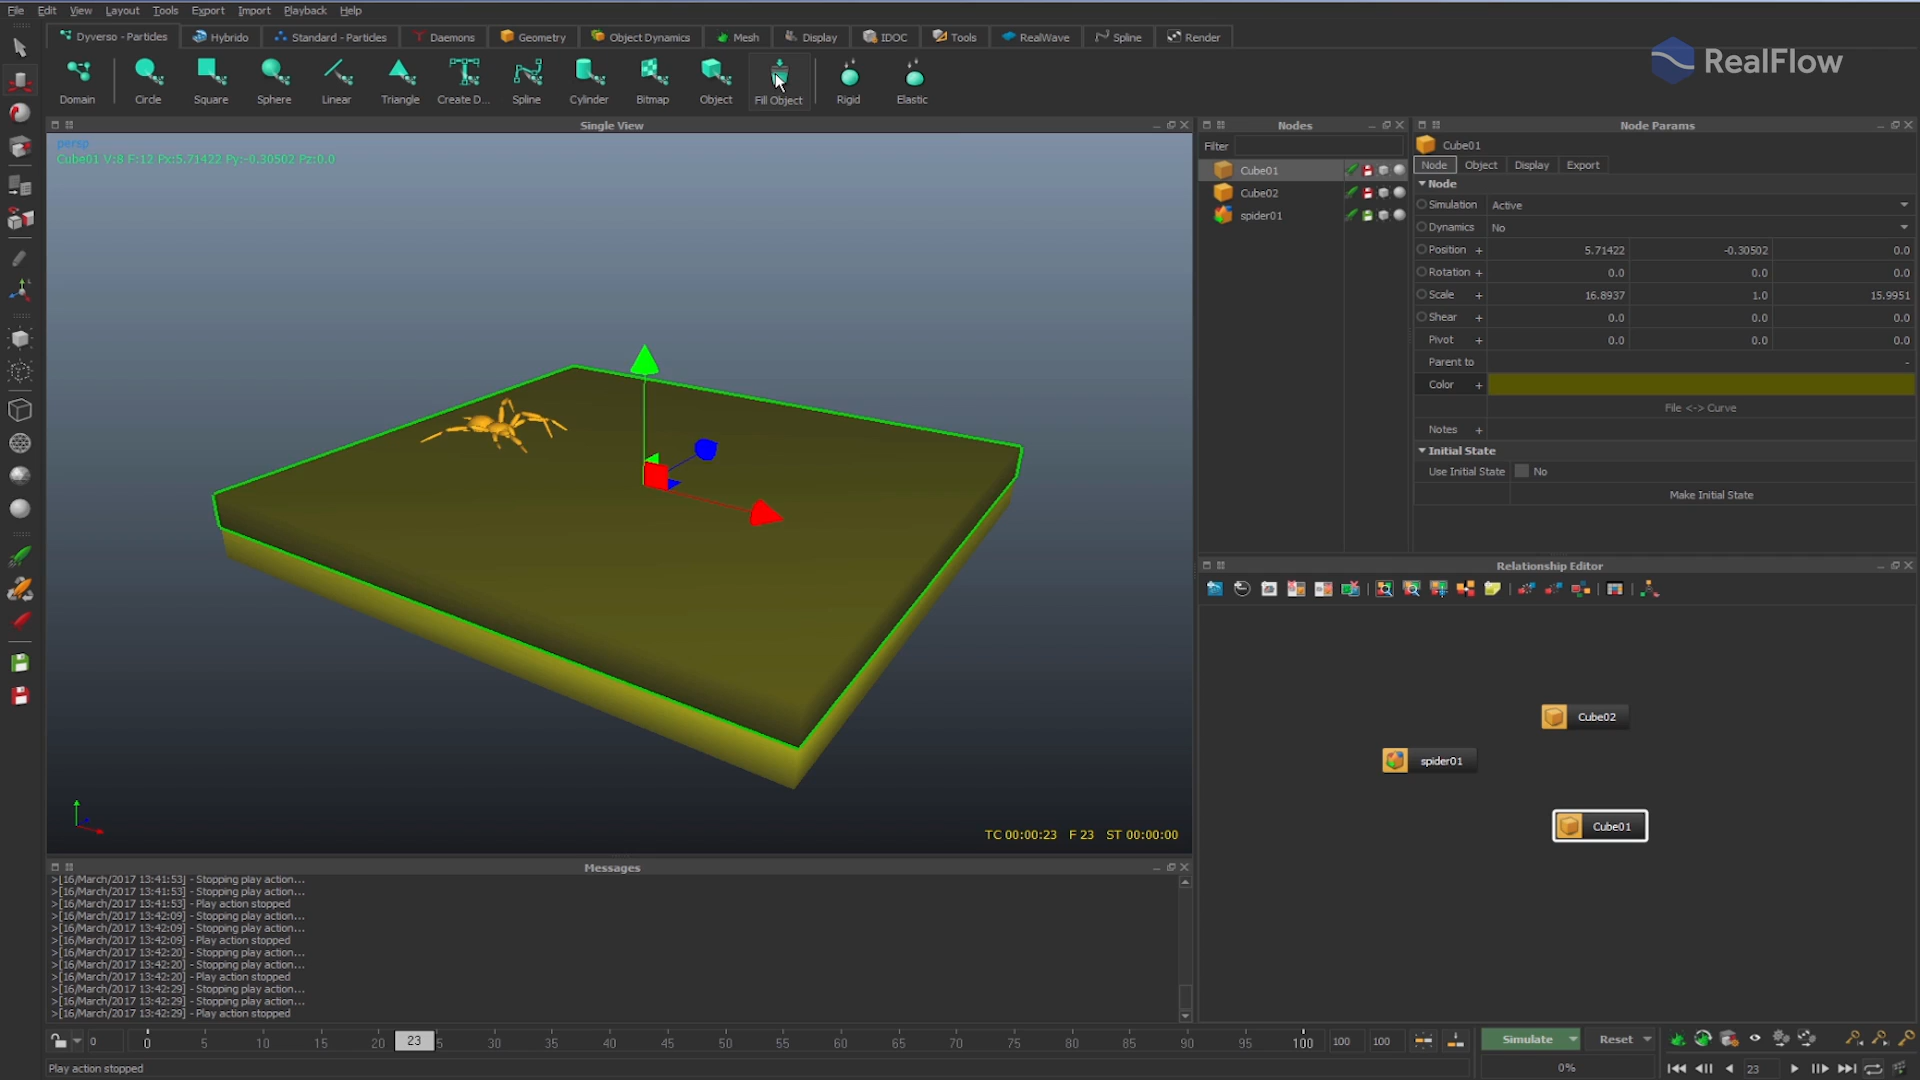 File Edit View Layout Tools Export Import Playback Help
Dyverso - Particles Hybrido Standard - Particles Daemons Geometry Object Dynamics Mesh Display IDOC Tools RealWave Spline Render
RealFlow
Domain Circle Square Sphere Linear Triangle Create D... Spline Cylinder Bitmap Object Fill Object Rigid Elastic
Single View
persp
Cube01 V:8 F:12 Px:5.71422 Py:-0.30502 Pz:0.0
TC 00:00:23 F 23 ST 00:00:00
Nodes
Filter
Cube01
Cube02
spider01
Node Params
Cube01
Node Object Display Export
Node
Simulation Active
Dynamics No
Position + 5.71422 -0.30502 0.0
Rotation + 0.0 0.0 0.0
Scale + 16.8937 1.0 15.9951
Shear + 0.0 0.0 0.0
Pivot + 0.0 0.0 0.0
Parent to -
Color +
File <-> Curve
Notes +
Initial State
Use Initial State No
Make Initial State
Relationship Editor
Cube02
spider01
Cube01
Messages
>[16/March/2017 13:41:53] - Stopping play action...
>[16/March/2017 13:41:53] - Stopping play action...
>[16/March/2017 13:41:53] - Play action stopped
>[16/March/2017 13:42:09] - Stopping play action...
>[16/March/2017 13:42:09] - Stopping play action...
>[16/March/2017 13:42:09] - Play action stopped
>[16/March/2017 13:42:20] - Stopping play action...
>[16/March/2017 13:42:20] - Stopping play action...
>[16/March/2017 13:42:20] - Play action stopped
>[16/March/2017 13:42:29] - Stopping play action...
>[16/March/2017 13:42:29] - Stopping play action...
>[16/March/2017 13:42:29] - Play action stopped
0 0 5 10 15 20 23 5 30 35 40 45 50 55 60 65 70 75 80 85 90 95 100 100 100
Simulate Reset
Play action stopped
0% 23